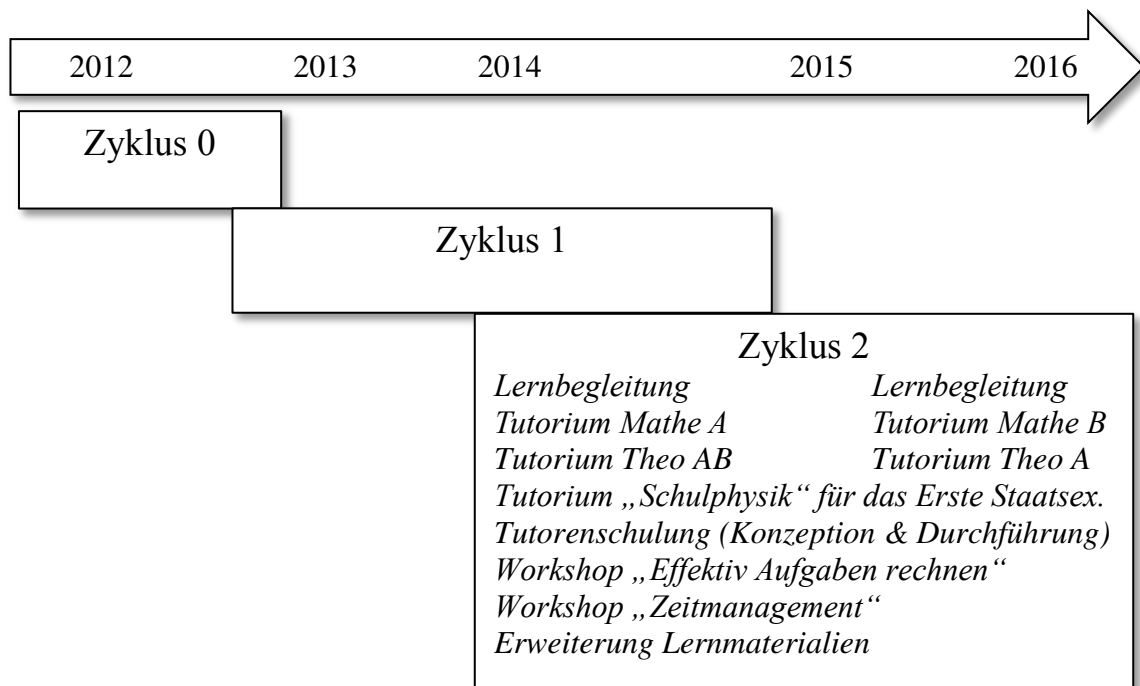 2012 2013 2014 2015 2016
Zyklus 0
Zyklus 1
Zyklus 2
Lernbegleitung Lernbegleitung
Tutorium Mathe A Tutorium Mathe B
Tutorium Theo AB Tutorium Theo A
Tutorium „Schulphysik“ für das Erste Staatsex.
Tutorenschulung (Konzeption & Durchführung)
Workshop „Effektiv Aufgaben rechnen“
Workshop „Zeitmanagement“
Erweiterung Lernmaterialien